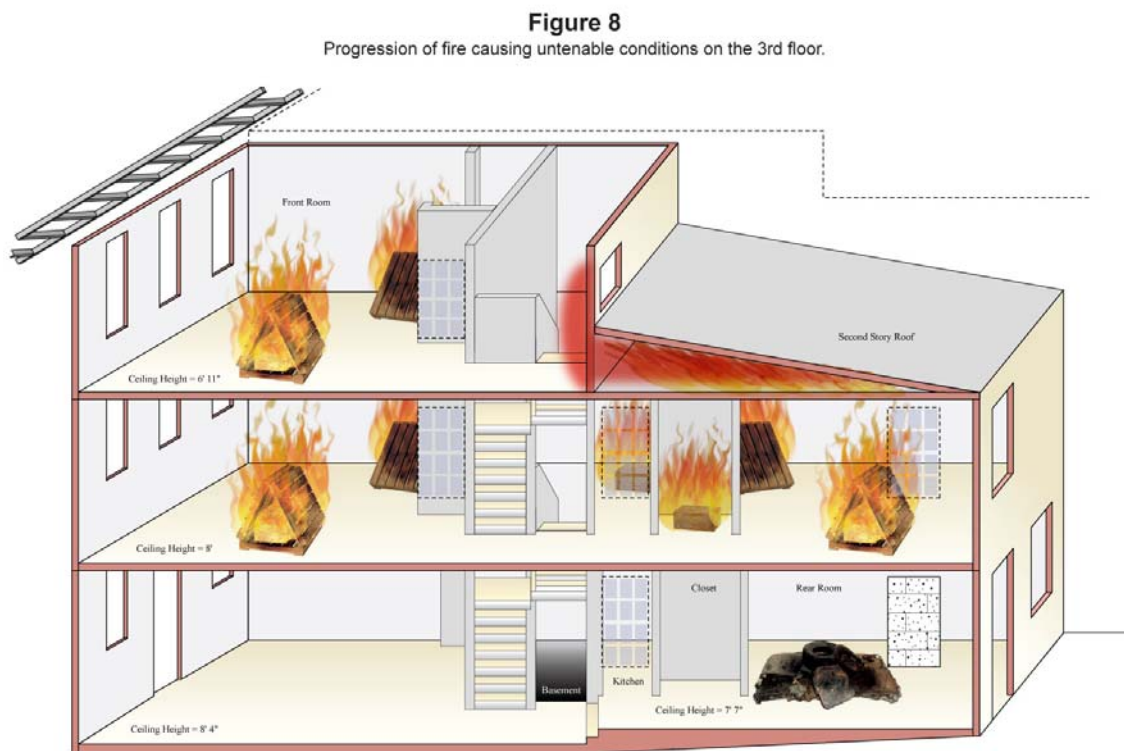 Figure 8
Progression of fire causing untenable conditions on the 3rd floor.
Front Room
Second Story Roof
Ceiling Height = 6' 11"
Ceiling Height = 8'
Closet
Rear Room
Kitchen
Basement
Ceiling Height = 7' 7"
Ceiling Height = 8' 4"